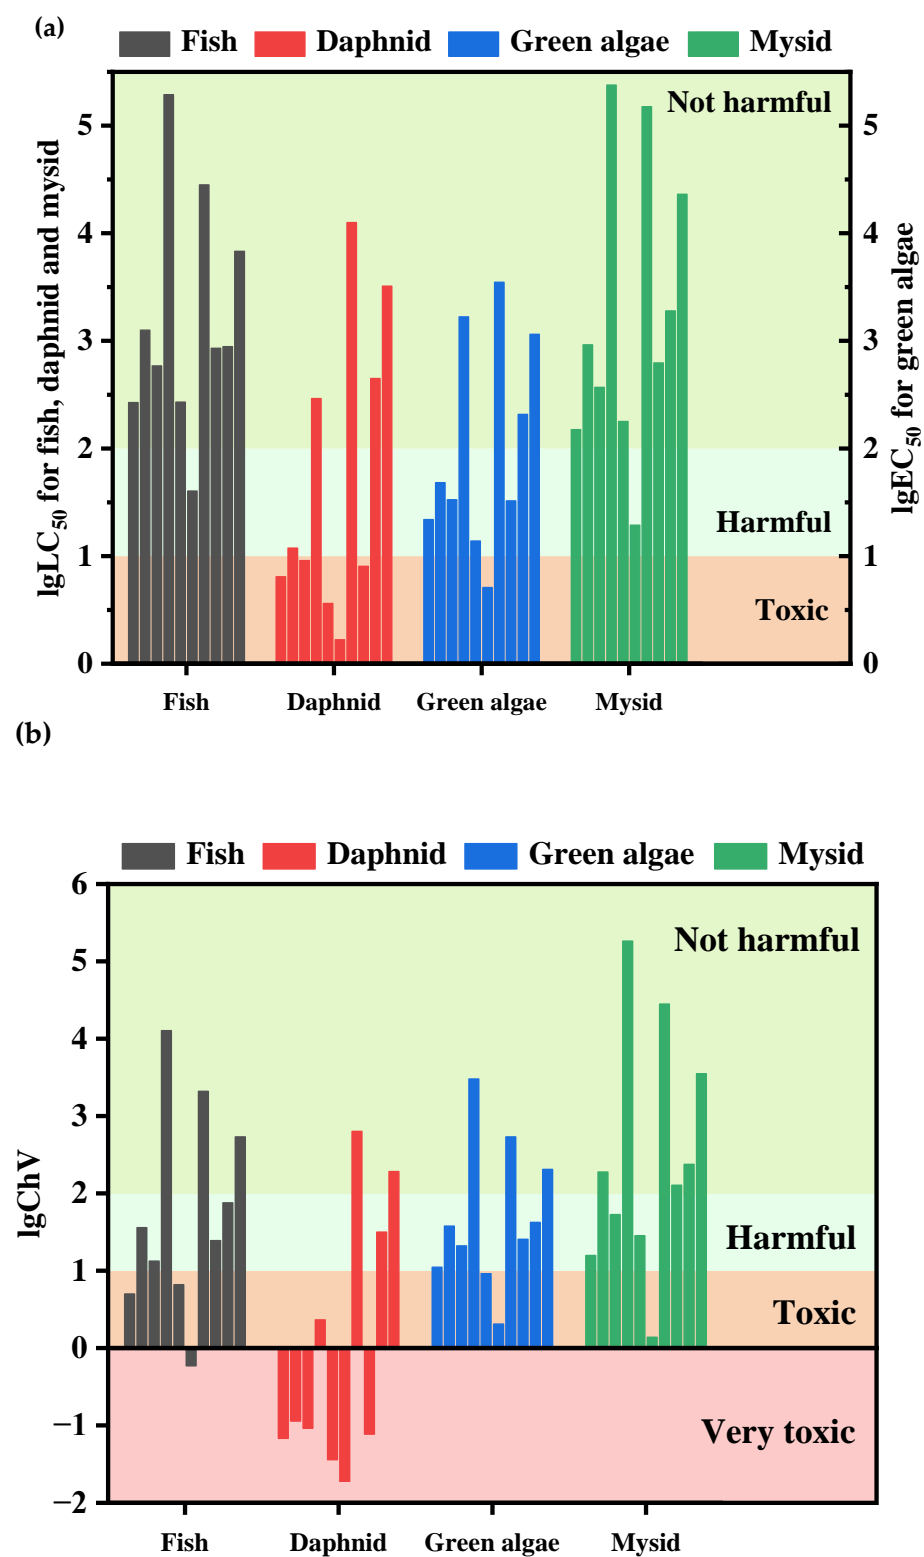 (a)
Fish Daphnid Green algae Mysid
lgLC50 for fish, daphnid and mysid
5
4
3
2
1
0
Not harmful
Harmful
Toxic
5
4
3
2
1
0
lgEC50 for green algae
Fish Daphnid Green algae Mysid
(b)
Fish Daphnid Green algae Mysid
lgChV
6
5
4
3
2
1
0
−1
−2
Not harmful
Harmful
Toxic
Very toxic
Fish Daphnid Green algae Mysid